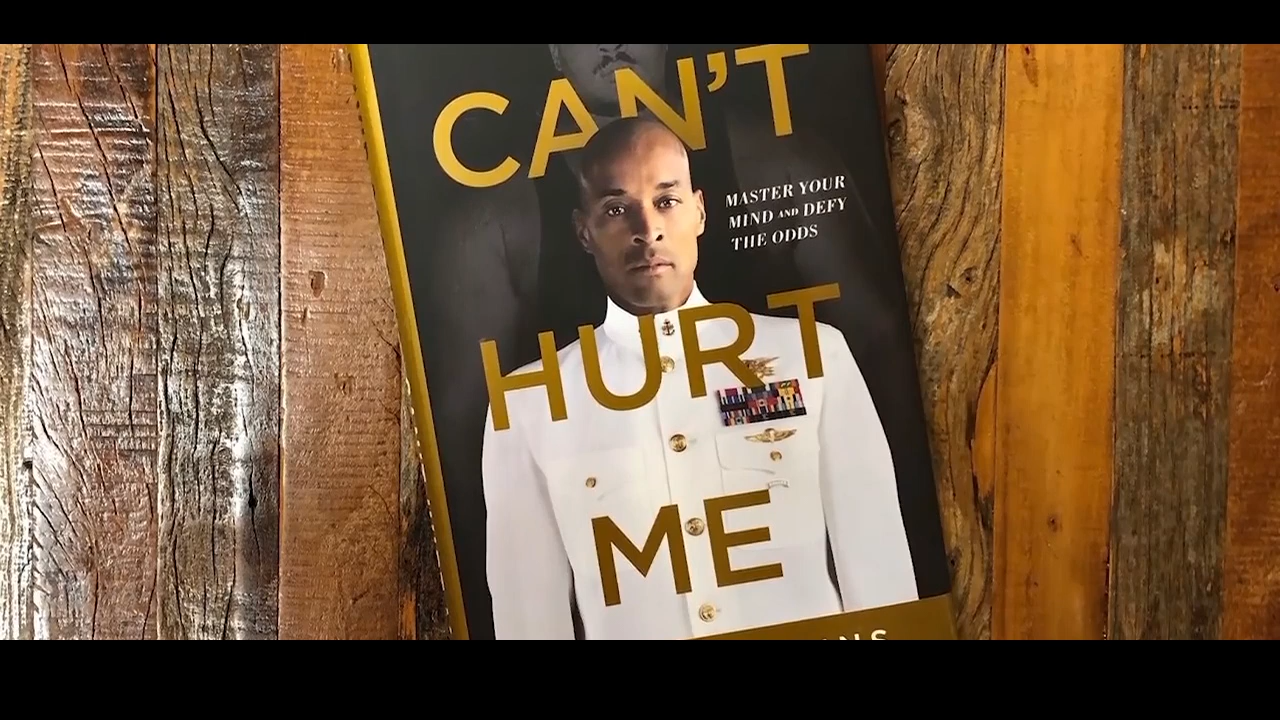 CAN'T
MASTER YOUR
MIND AND DEFY
THE ODDS
HURT
ME